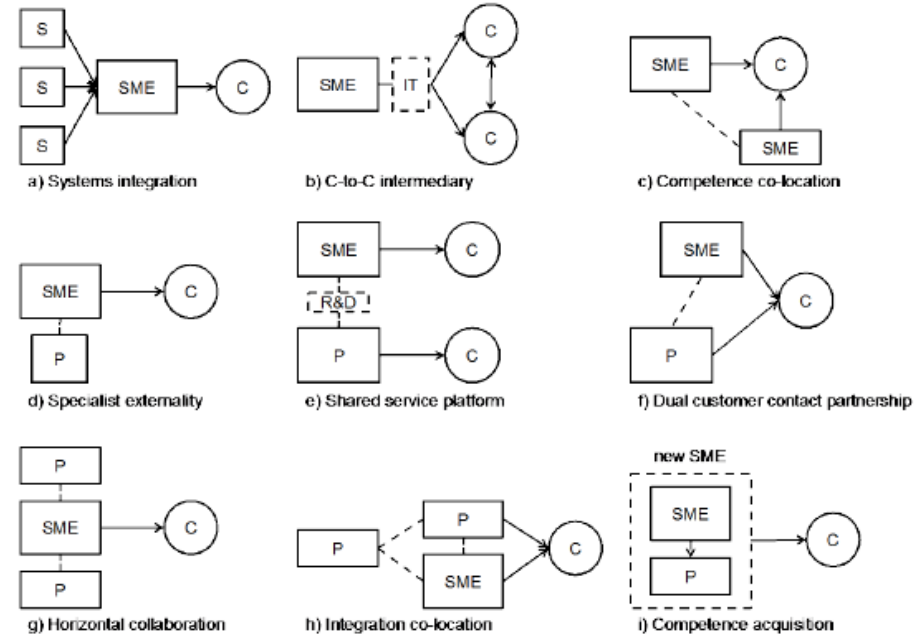 S
S
S
SME
C
a) Systems integration
SME
IT
C
C
b) C-to-C intermediary
SME
C
SME
c) Competence co-location
SME
C
P
d) Specialist externality
SME
C
R&D
P
C
e) Shared service platform
SME
C
P
f) Dual customer contact partnership
P
SME
C
P
g) Horizontal collaboration
P
P
SME
C
h) Integration co-location
new SME
SME
C
P
i) Competence acquisition